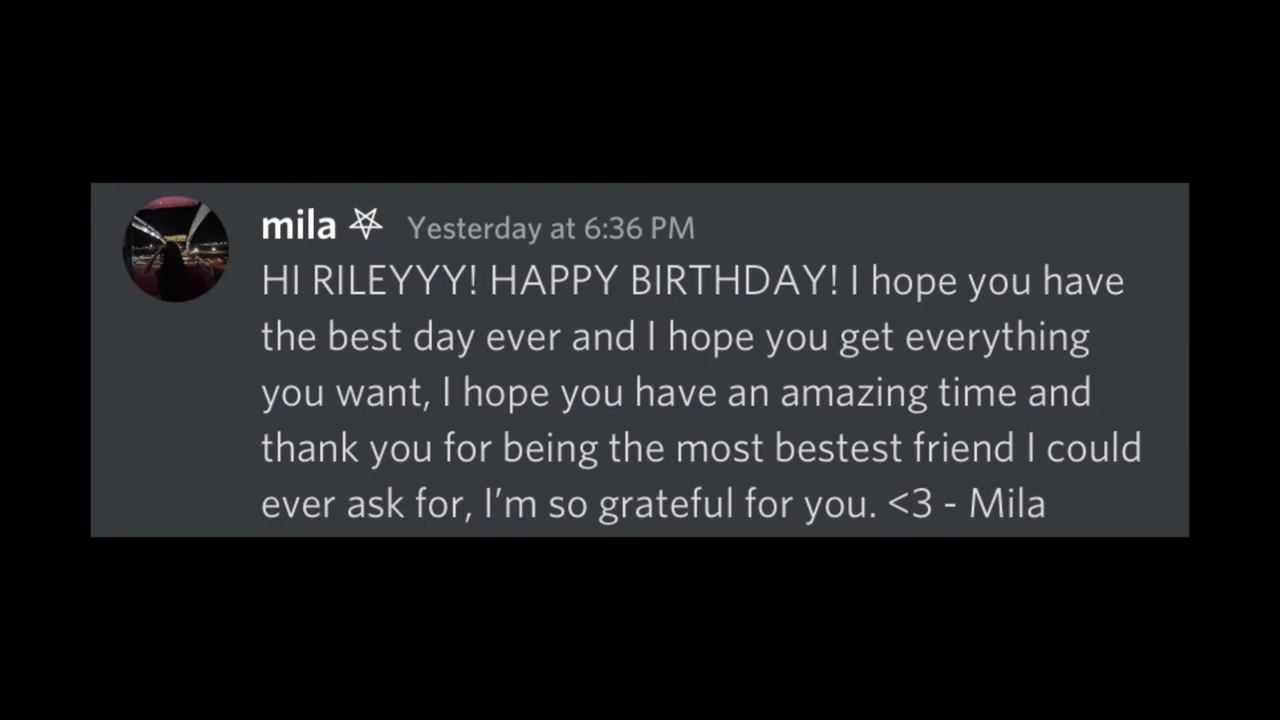 mila ⛧ Yesterday at 6:36 PM
HI RILEYYY! HAPPY BIRTHDAY! I hope you have
the best day ever and I hope you get everything
you want, I hope you have an amazing time and
thank you for being the most bestest friend I could
ever ask for, I’m so grateful for you. <3 - Mila